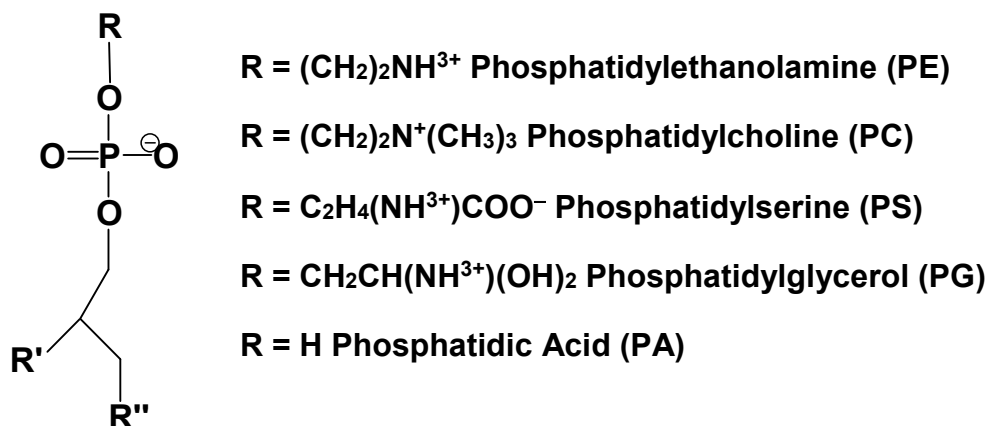 R
O
O=P–O⊖
O
R'
R"
R = (CH₂)₂NH³⁺ Phosphatidylethanolamine (PE)
R = (CH₂)₂N⁺(CH₃)₃ Phosphatidylcholine (PC)
R = C₂H₄(NH³⁺)COO⁻ Phosphatidylserine (PS)
R = CH₂CH(NH³⁺)(OH)₂ Phosphatidylglycerol (PG)
R = H Phosphatidic Acid (PA)